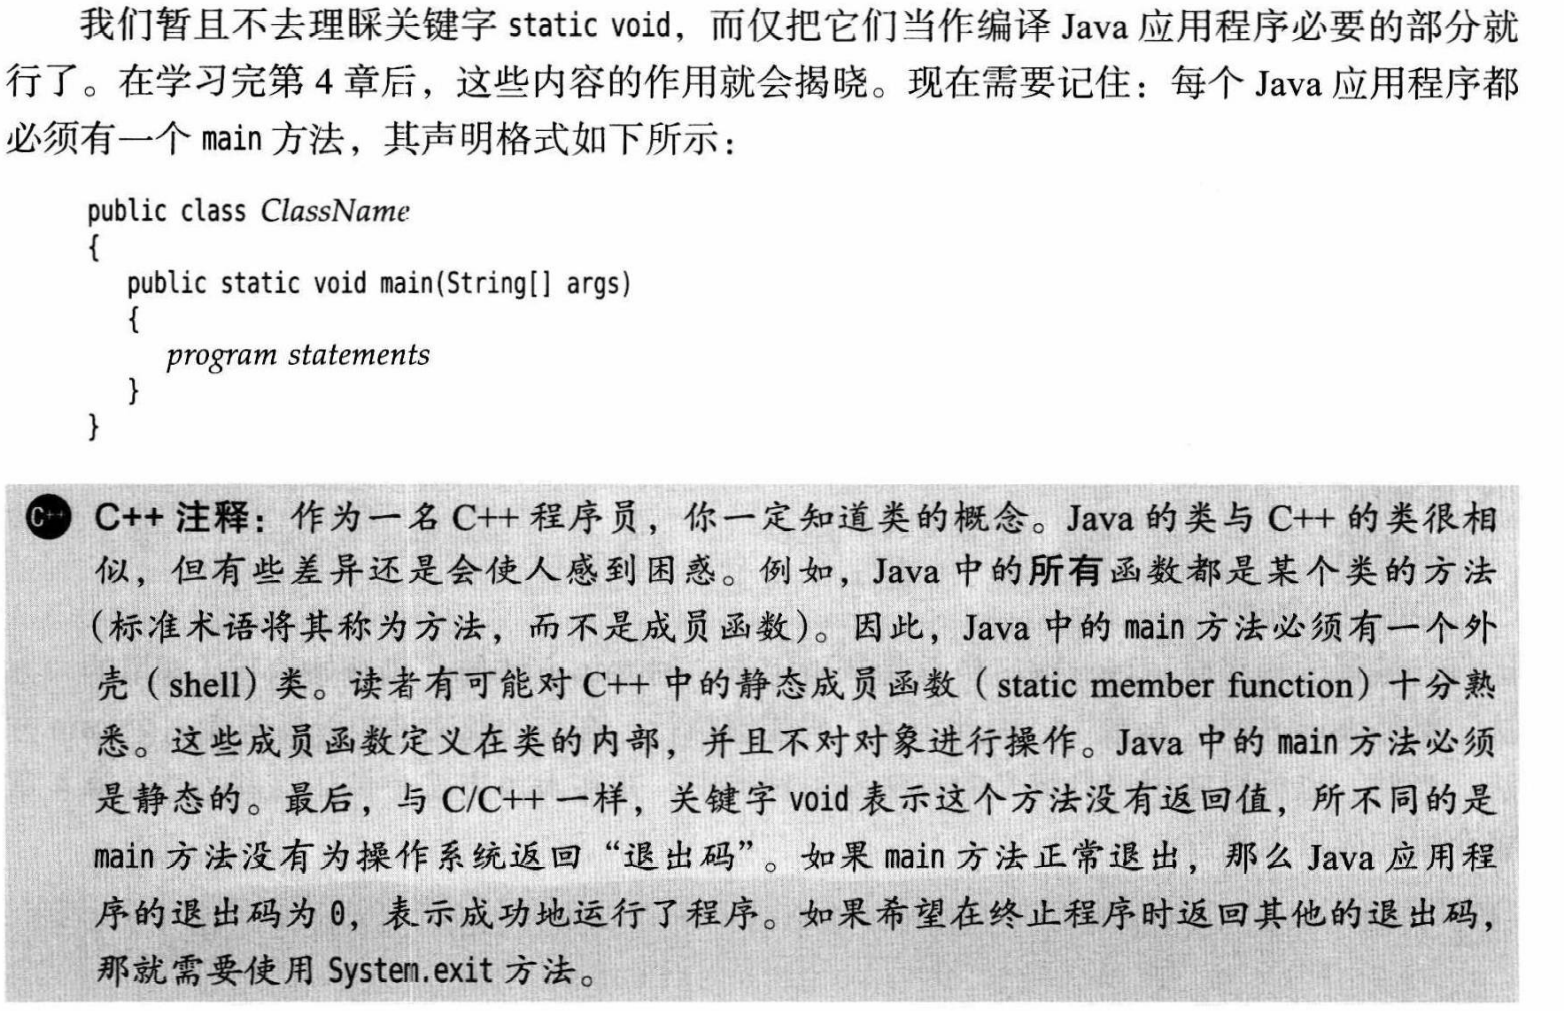 我们暂且不去理睬关键字 static void，而仅把它们当作编译 Java 应用程序必要的部分就
行了。在学习完第 4 章后，这些内容的作用就会揭晓。现在需要记住：每个 Java 应用程序都
必须有一个 main 方法，其声明格式如下所示：
public class ClassName
{
public static void main(String[] args)
{
program statements
}
}
C++ C++ 注释：作为一名 C++ 程序员，你一定知道类的概念。Java 的类与 C++ 的类很相
似，但有些差异还是会使人感到困惑。例如，Java 中的所有函数都是某个类的方法
（标准术语将其称为方法，而不是成员函数）。因此，Java 中的 main 方法必须有一个外
壳（shell）类。读者有可能对 C++ 中的静态成员函数（static member function）十分熟
悉。这些成员函数定义在类的内部，并且不对对象进行操作。Java 中的 main 方法必须
是静态的。最后，与 C/C++ 一样，关键字 void 表示这个方法没有返回值，所不同的是
main 方法没有为操作系统返回“退出码”。如果 main 方法正常退出，那么 Java 应用程
序的退出码为 0，表示成功地运行了程序。如果希望在终止程序时返回其他的退出码，
那就需要使用 System.exit 方法。